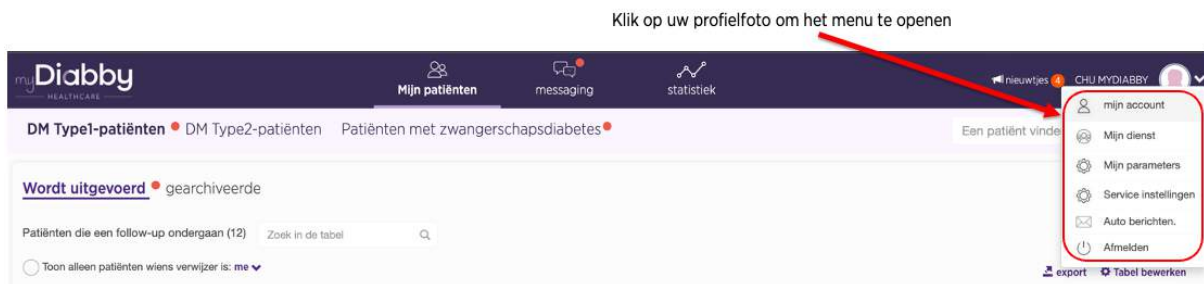 Klik op uw profielfoto om het menu te openen
myDiabby
HEALTHCARE
Mijn patiënten
messaging
statistiek
nieuwtjes 4
CHU MYDIABBY
DM Type1-patiënten DM Type2-patiënten Patiënten met zwangerschapsdiabetes
Een patiënt vinde
mijn account
Mijn dienst
Mijn parameters
Service instellingen
Auto berichten.
Afmelden
Wordt uitgevoerd gearchiveerde
Patiënten die een follow-up ondergaan (12) Zoek in de tabel
Toon alleen patiënten wiens verwijzer is: me
export Tabel bewerken